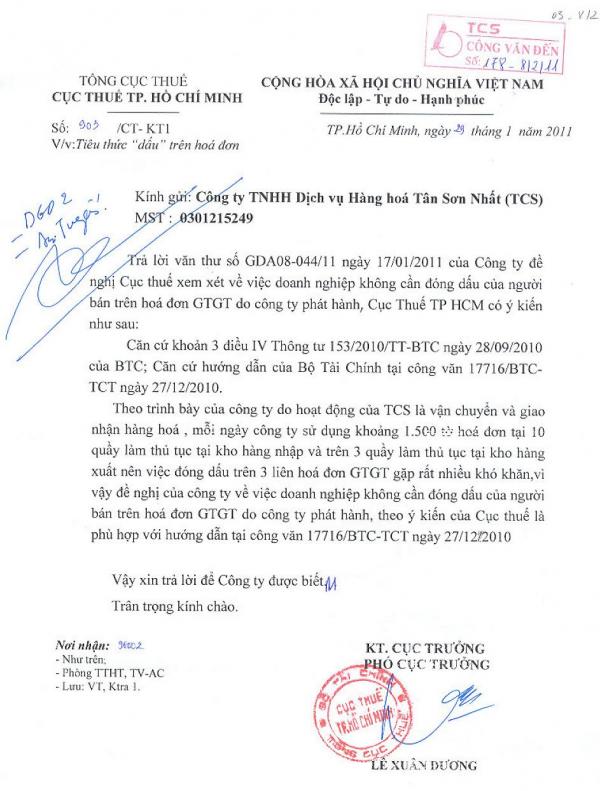 03 - V/2
TCS
CÔNG VĂN ĐẾN
Số: 178 - 8/2/11
TỔNG CỤC THUẾ
CỤC THUẾ TP. HỒ CHÍ MINH
CỘNG HÒA XÃ HỘI CHỦ NGHĨA VIỆT NAM
Độc lập - Tự do - Hạnh phúc
Số: 903 /CT- KT1
V/v: Tiêu thức “dấu” trên hoá đơn
TP.Hồ Chí Minh, ngày 29 tháng 1 năm 2011
Kính gửi: Công ty TNHH Dịch vụ Hàng hoá Tân Sơn Nhất (TCS)
MST : 0301215249
Trả lời văn thư số GDA08-044/11 ngày 17/01/2011 của Công ty đề
nghị Cục thuế xem xét về việc doanh nghiệp không cần đóng dấu của người
bán trên hoá đơn GTGT do công ty phát hành, Cục Thuế TP HCM có ý kiến
như sau:
Căn cứ khoản 3 điều IV Thông tư 153/2010/TT-BTC ngày 28/09/2010
của BTC; Căn cứ hướng dẫn của Bộ Tài Chính tại công văn 17716/BTC-
TCT ngày 27/12/2010.
Theo trình bày của công ty do hoạt động của TCS là vận chuyển và giao
nhận hàng hoá , mỗi ngày công ty sử dụng khoảng 1.500 tờ hoá đơn tại 10
quầy làm thủ tục tại kho hàng nhập và trên 3 quầy làm thủ tục tại kho hàng
xuất nên việc đóng dấu trên 3 liên hoá đơn GTGT gặp rất nhiều khó khăn,vì
vậy đề nghị của công ty về việc doanh nghiệp không cần đóng dấu của người
bán trên hoá đơn GTGT do công ty phát hành, theo ý kiến của Cục thuế là
phù hợp với hướng dẫn tại công văn 17716/BTC-TCT ngày 27/12/2010
Vậy xin trả lời để Công ty được biết
Trân trọng kính chào.
Nơi nhận:
- Như trên;
- Phòng TTHT, TV-AC
- Lưu: VT, Ktra 1.
KT. CỤC TRƯỞNG
PHÓ CỤC TRƯỞNG
BỘ TÀI CHÍNH
CỤC THUẾ
TP.HỒ CHÍ MINH
TỔNG CỤC THUẾ
LÊ XUÂN DƯƠNG